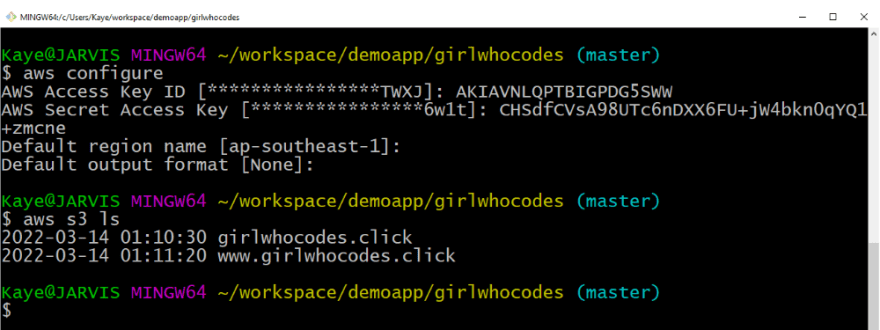 MINGW64:/c/Users/Kaye/workspace/demoapp/girlwhocodes
Kaye@JARVIS MINGW64 ~/workspace/demoapp/girlwhocodes (master)
$ aws configure
AWS Access Key ID [****************TWXJ]: AKIAVNLQPTBIGPDG5SWW
AWS Secret Access Key [****************6w1t]: CHSdfCVsA98UTc6nDXX6FU+jW4bkn0qYQ1
+zmcne
Default region name [ap-southeast-1]:
Default output format [None]:
Kaye@JARVIS MINGW64 ~/workspace/demoapp/girlwhocodes (master)
$ aws s3 ls
2022-03-14 01:10:30 girlwhocodes.click
2022-03-14 01:11:20 www.girlwhocodes.click
Kaye@JARVIS MINGW64 ~/workspace/demoapp/girlwhocodes (master)
$